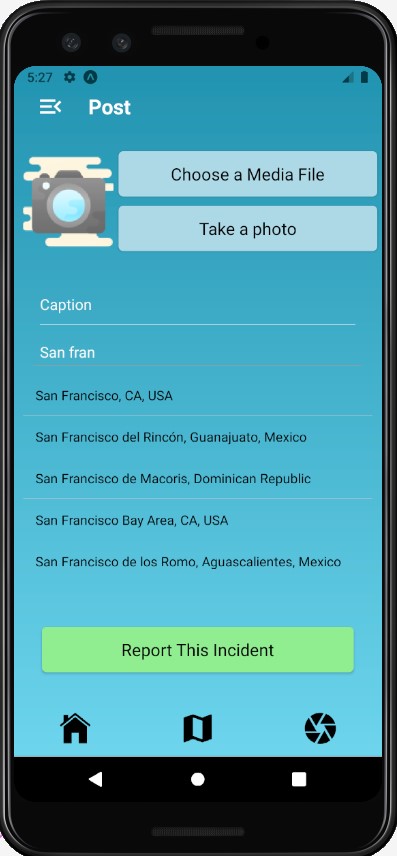 5:27
Post
Choose a Media File
Take a photo
Caption
San fran
San Francisco, CA, USA
San Francisco del Rincón, Guanajuato, Mexico
San Francisco de Macoris, Dominican Republic
San Francisco Bay Area, CA, USA
San Francisco de los Romo, Aguascalientes, Mexico
Report This Incident